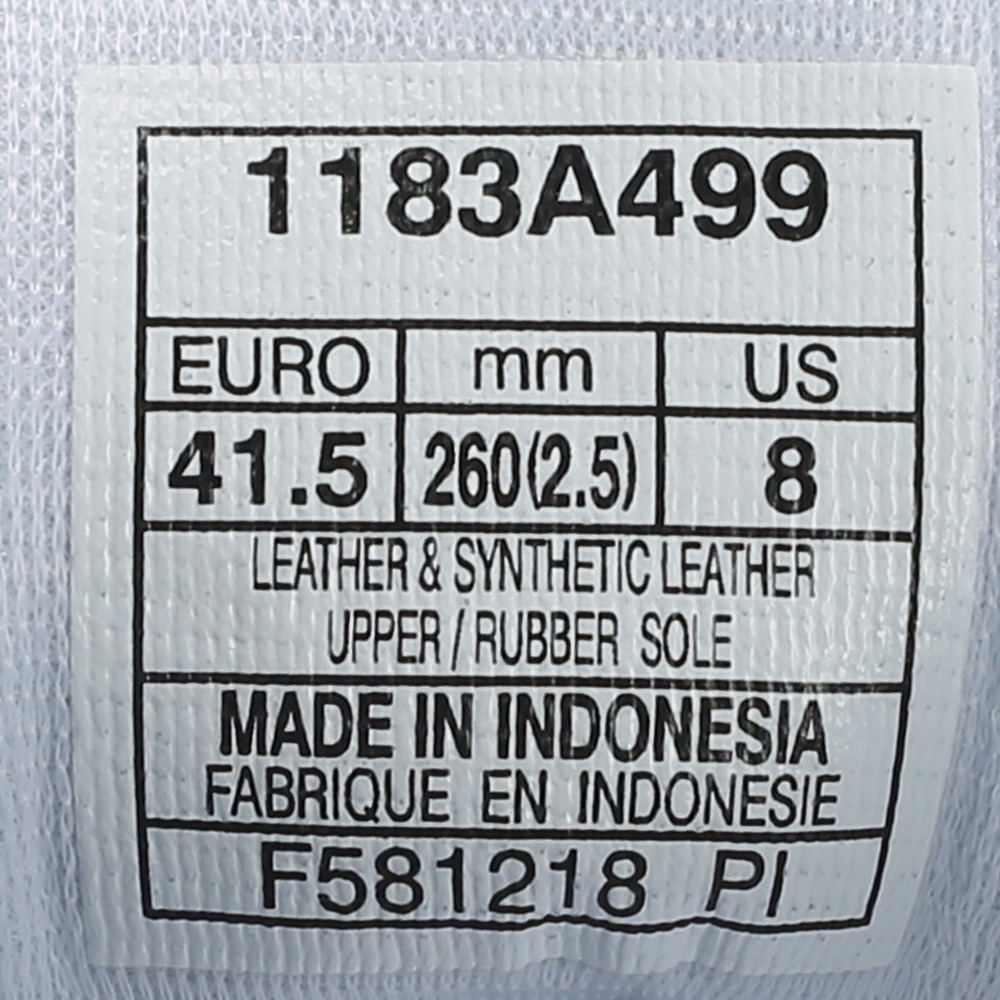 1183A499
EURO mm US
41.5 260(2.5) 8
LEATHER & SYNTHETIC LEATHER
UPPER / RUBBER SOLE
MADE IN INDONESIA
FABRIQUE EN INDONESIE
F581218 PI